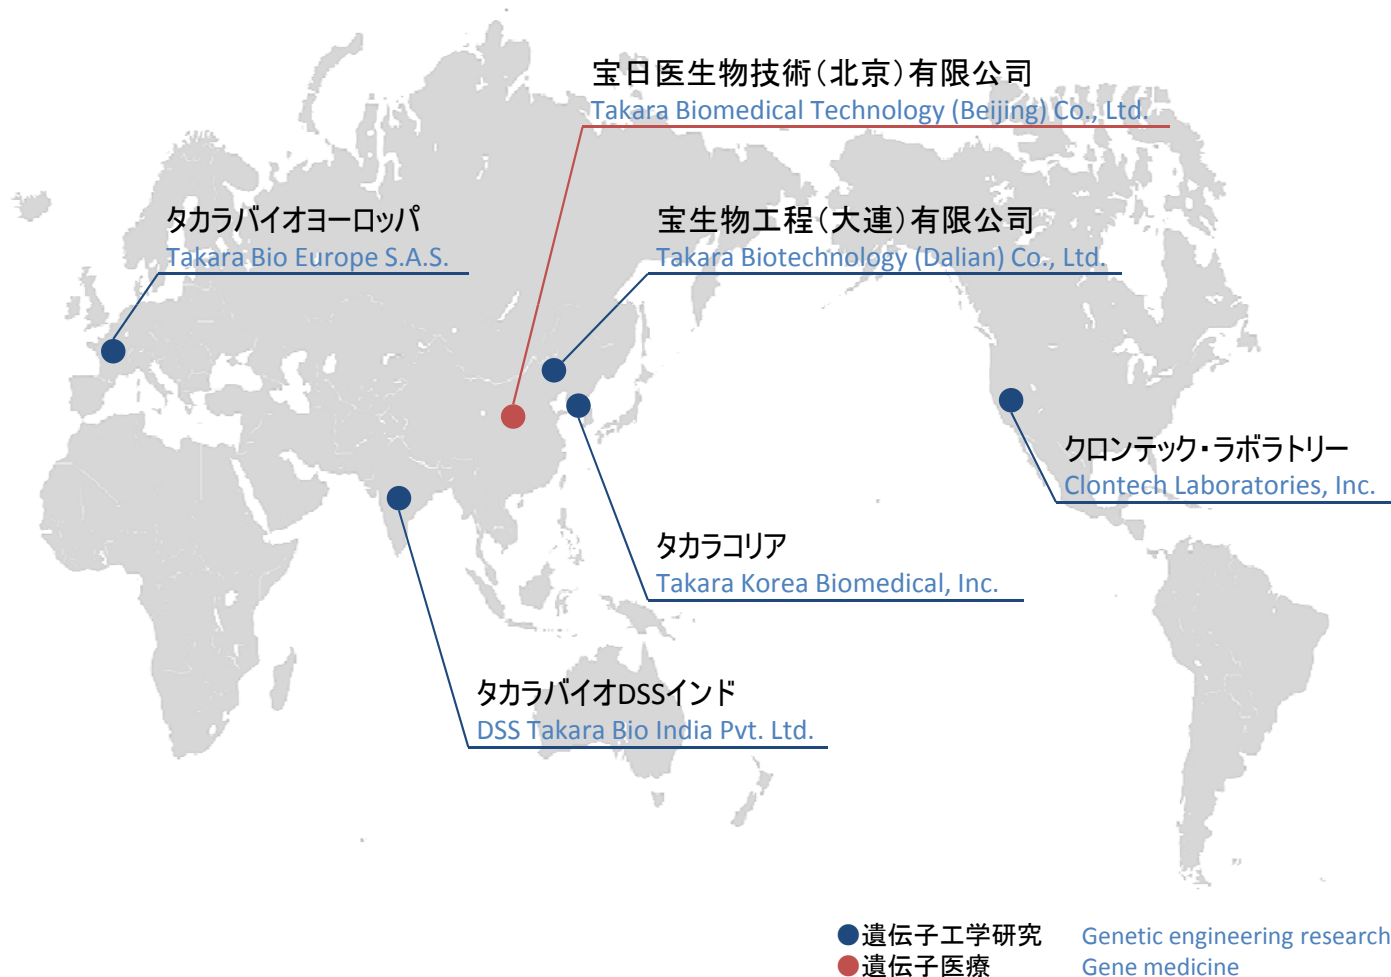 宝日医生物技術（北京）有限公司
Takara Biomedical Technology (Beijing) Co., Ltd.
タカラバイオヨーロッパ
Takara Bio Europe S.A.S.
宝生物工程（大連）有限公司
Takara Biotechnology (Dalian) Co., Ltd.
クロンテック・ラボラトリー
Clontech Laboratories, Inc.
タカラコリア
Takara Korea Biomedical, Inc.
タカラバイオDSSインド
DSS Takara Bio India Pvt. Ltd.
遺伝子工学研究 Genetic engineering research
遺伝子医療 Gene medicine